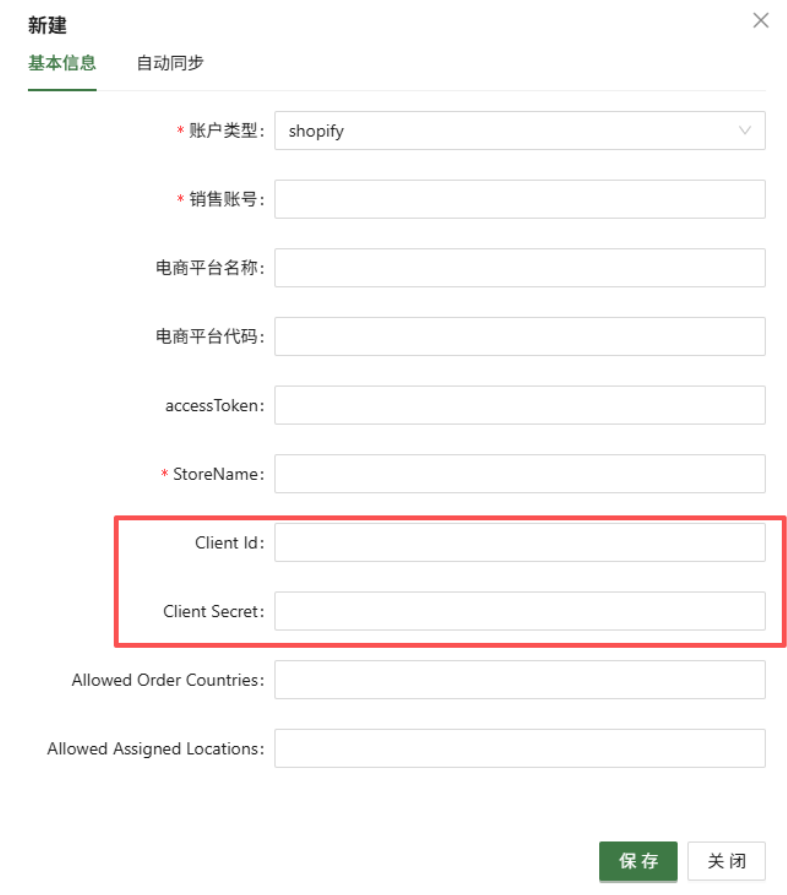 新建
基本信息 自动同步
* 账户类型: shopify
* 销售账号:
电商平台名称:
电商平台代码:
accessToken:
* StoreName:
Client Id:
Client Secret:
Allowed Order Countries:
Allowed Assigned Locations:
保存 关闭